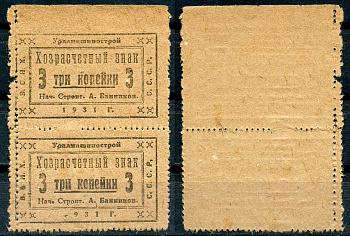 Уралмашинострой
В.С.Н.Х.
Хозрасчетный знак
3 три копейки 3
Нач. Строит. А. Банников.
1931 Г.
С.С.С.Р.
Уралмашинострой
В.С.Н.Х.
Хозрасчетный знак
3 три копейки 3
Нач. Строит. А. Банников.
1931 Г.
С.С.С.Р.